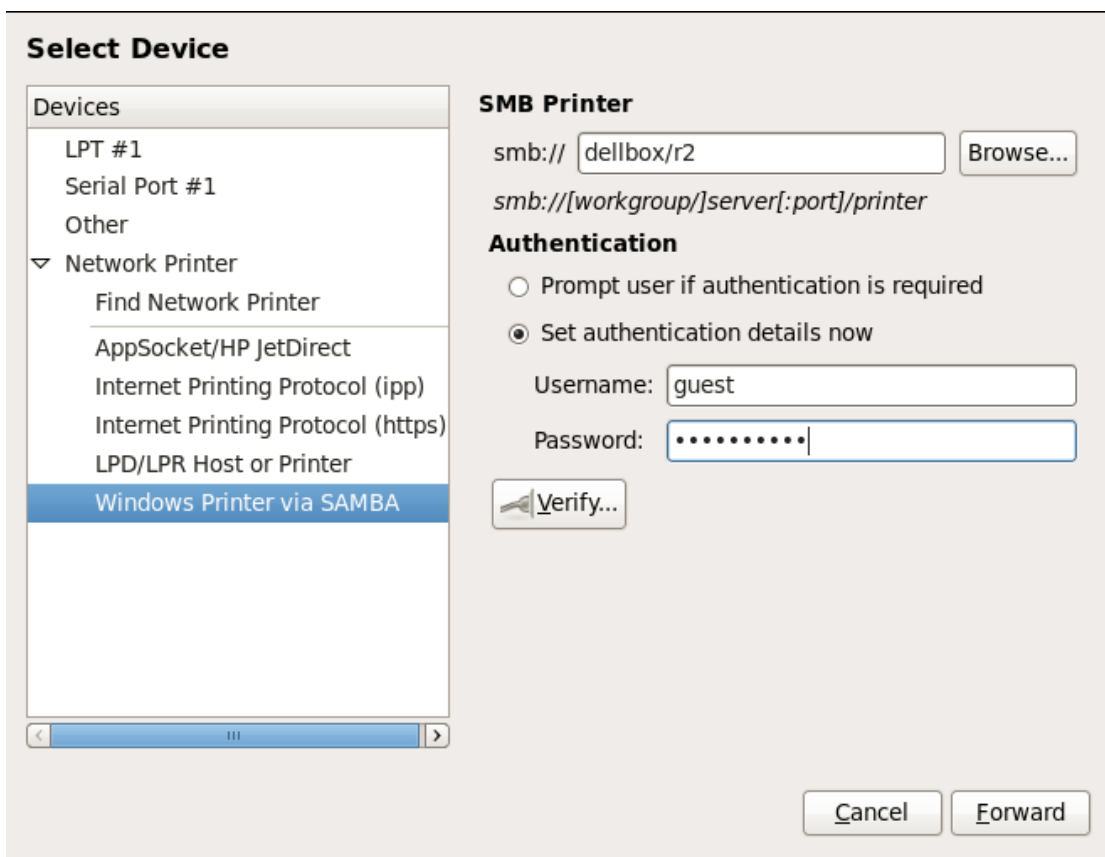 Select Device
Devices
LPT #1
Serial Port #1
Other
Network Printer
Find Network Printer
AppSocket/HP JetDirect
Internet Printing Protocol (ipp)
Internet Printing Protocol (https)
LPD/LPR Host or Printer
Windows Printer via SAMBA
SMB Printer
smb:// dellbox/r2 Browse...
smb://[workgroup/]server[:port]/printer
Authentication
Prompt user if authentication is required
Set authentication details now
Username: guest
Password: ••••••••••
Verify...
Cancel Forward